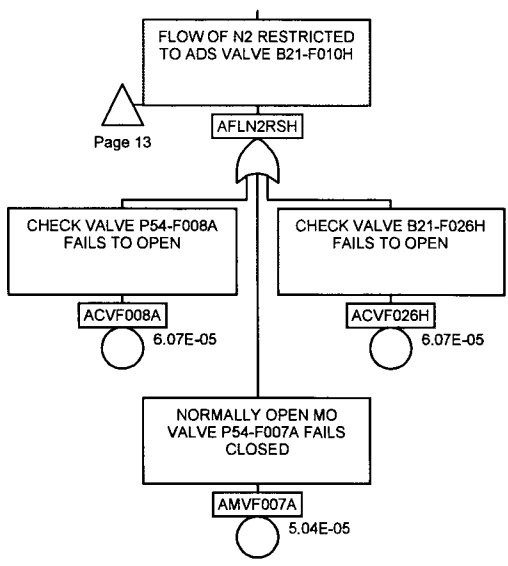 FLOW OF N2 RESTRICTED
TO ADS VALVE B21-F010H
Page 13
AFLN2RSH
CHECK VALVE P54-F008A
FAILS TO OPEN
CHECK VALVE B21-F026H
FAILS TO OPEN
ACVF008A
6.07E-05
ACVF026H
6.07E-05
NORMALLY OPEN MO
VALVE P54-F007A FAILS
CLOSED
AMVF007A
5.04E-05